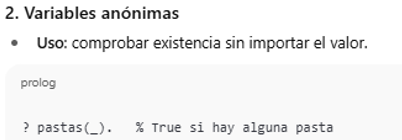 2. Variables anónimas
• Uso: comprobar existencia sin importar el valor.
prolog
? pastas(_).   % True si hay alguna pasta